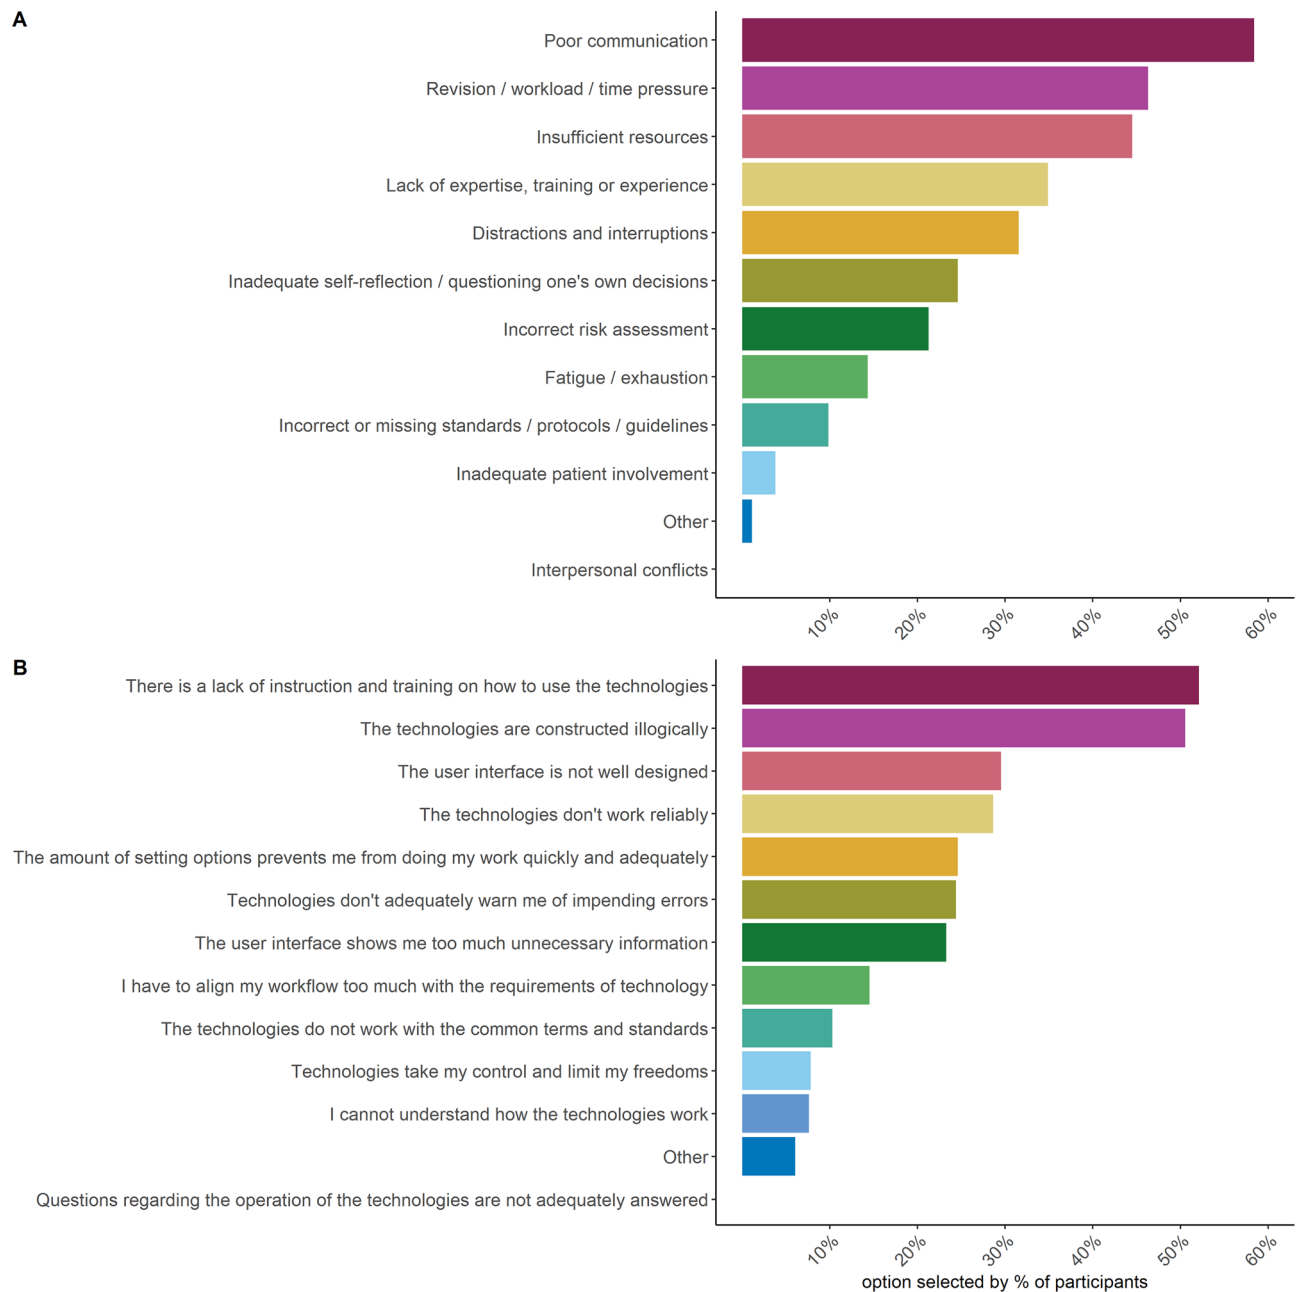 A
Poor communication
Revision / workload / time pressure
Insufficient resources
Lack of expertise, training or experience
Distractions and interruptions
Inadequate self-reflection / questioning one's own decisions
Incorrect risk assessment
Fatigue / exhaustion
Incorrect or missing standards / protocols / guidelines
Inadequate patient involvement
Other
Interpersonal conflicts
10% 20% 30% 40% 50% 60%
B
There is a lack of instruction and training on how to use the technologies
The technologies are constructed illogically
The user interface is not well designed
The technologies don't work reliably
The amount of setting options prevents me from doing my work quickly and adequately
Technologies don't adequately warn me of impending errors
The user interface shows me too much unnecessary information
I have to align my workflow too much with the requirements of technology
The technologies do not work with the common terms and standards
Technologies take my control and limit my freedoms
I cannot understand how the technologies work
Other
Questions regarding the operation of the technologies are not adequately answered
10% 20% 30% 40% 50% 60%
option selected by % of participants